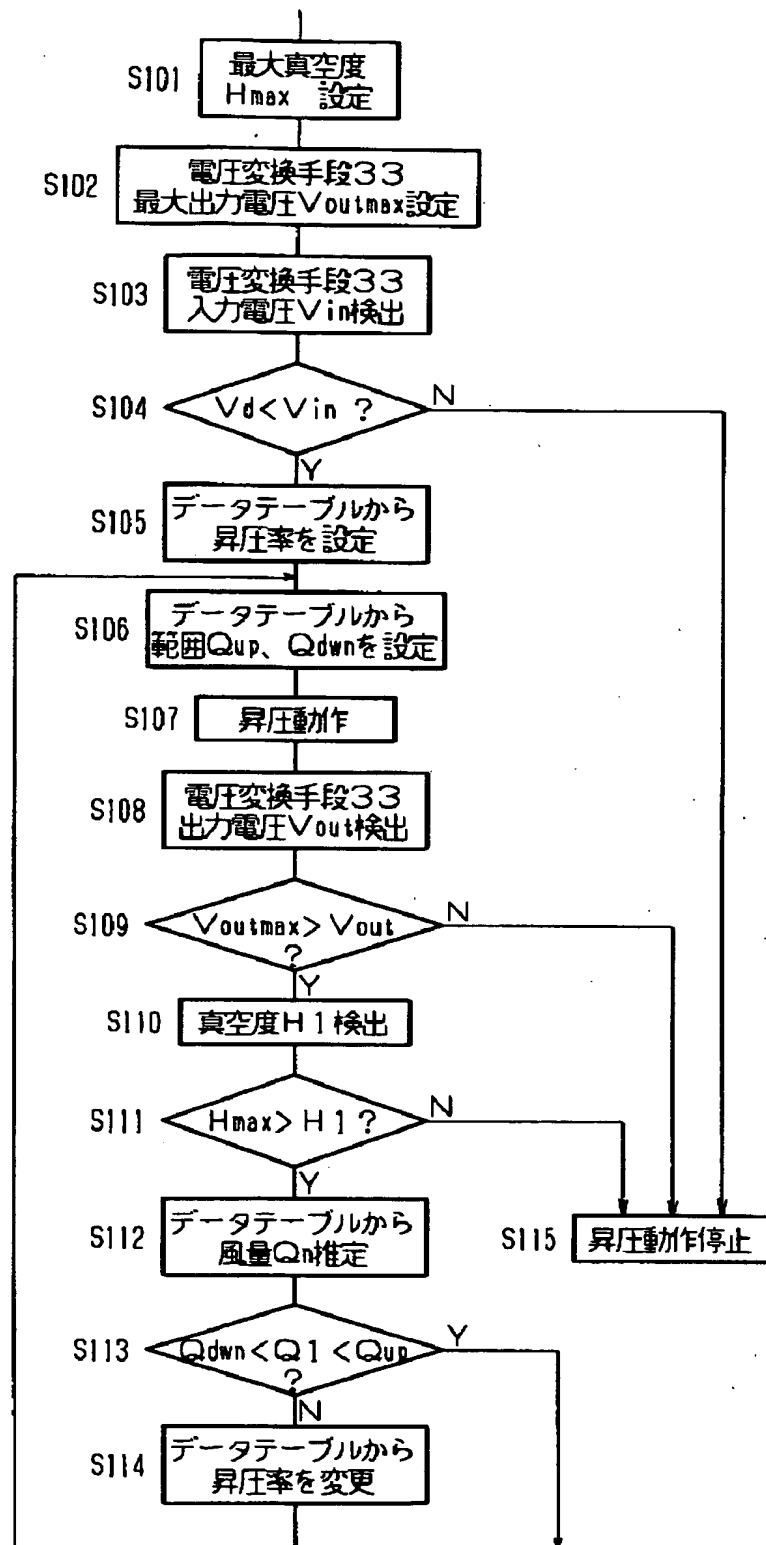 S101
最大真空度
Hmax 設定
S102
電圧変換手段33
最大出力電圧Voutmax設定
S103
電圧変換手段33
入力電圧Vin検出
S104
Vd<Vin ?
N
Y
S105
データテーブルから
昇圧率を設定
S106
データテーブルから
範囲Qup、Qdwnを設定
S107
昇圧動作
S108
電圧変換手段33
出力電圧Vout検出
S109
Voutmax>Vout
?
N
Y
S110
真空度H1検出
S111
Hmax>H1?
N
Y
S112
データテーブルから
風量Qn推定
S115
昇圧動作停止
S113
Qdwn<Q1<Qup
?
Y
N
S114
データテーブルから
昇圧率を変更